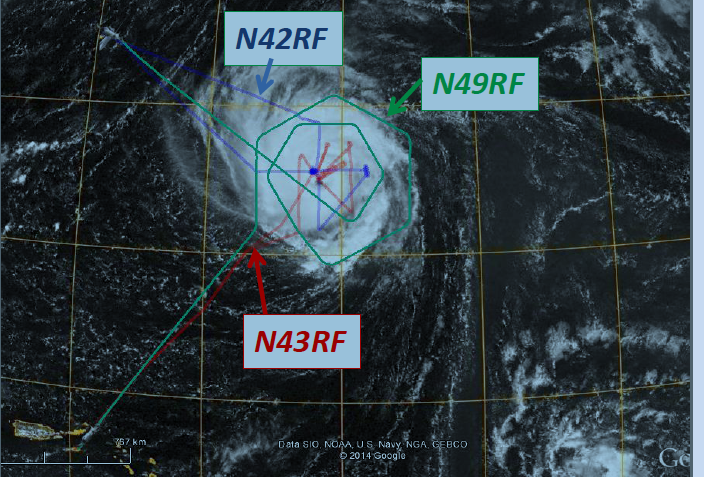 N42RF
N49RF
N43RF
767 km
Data SIO, NOAA, U.S. Navy, NGA, GEBCO
© 2014 Google